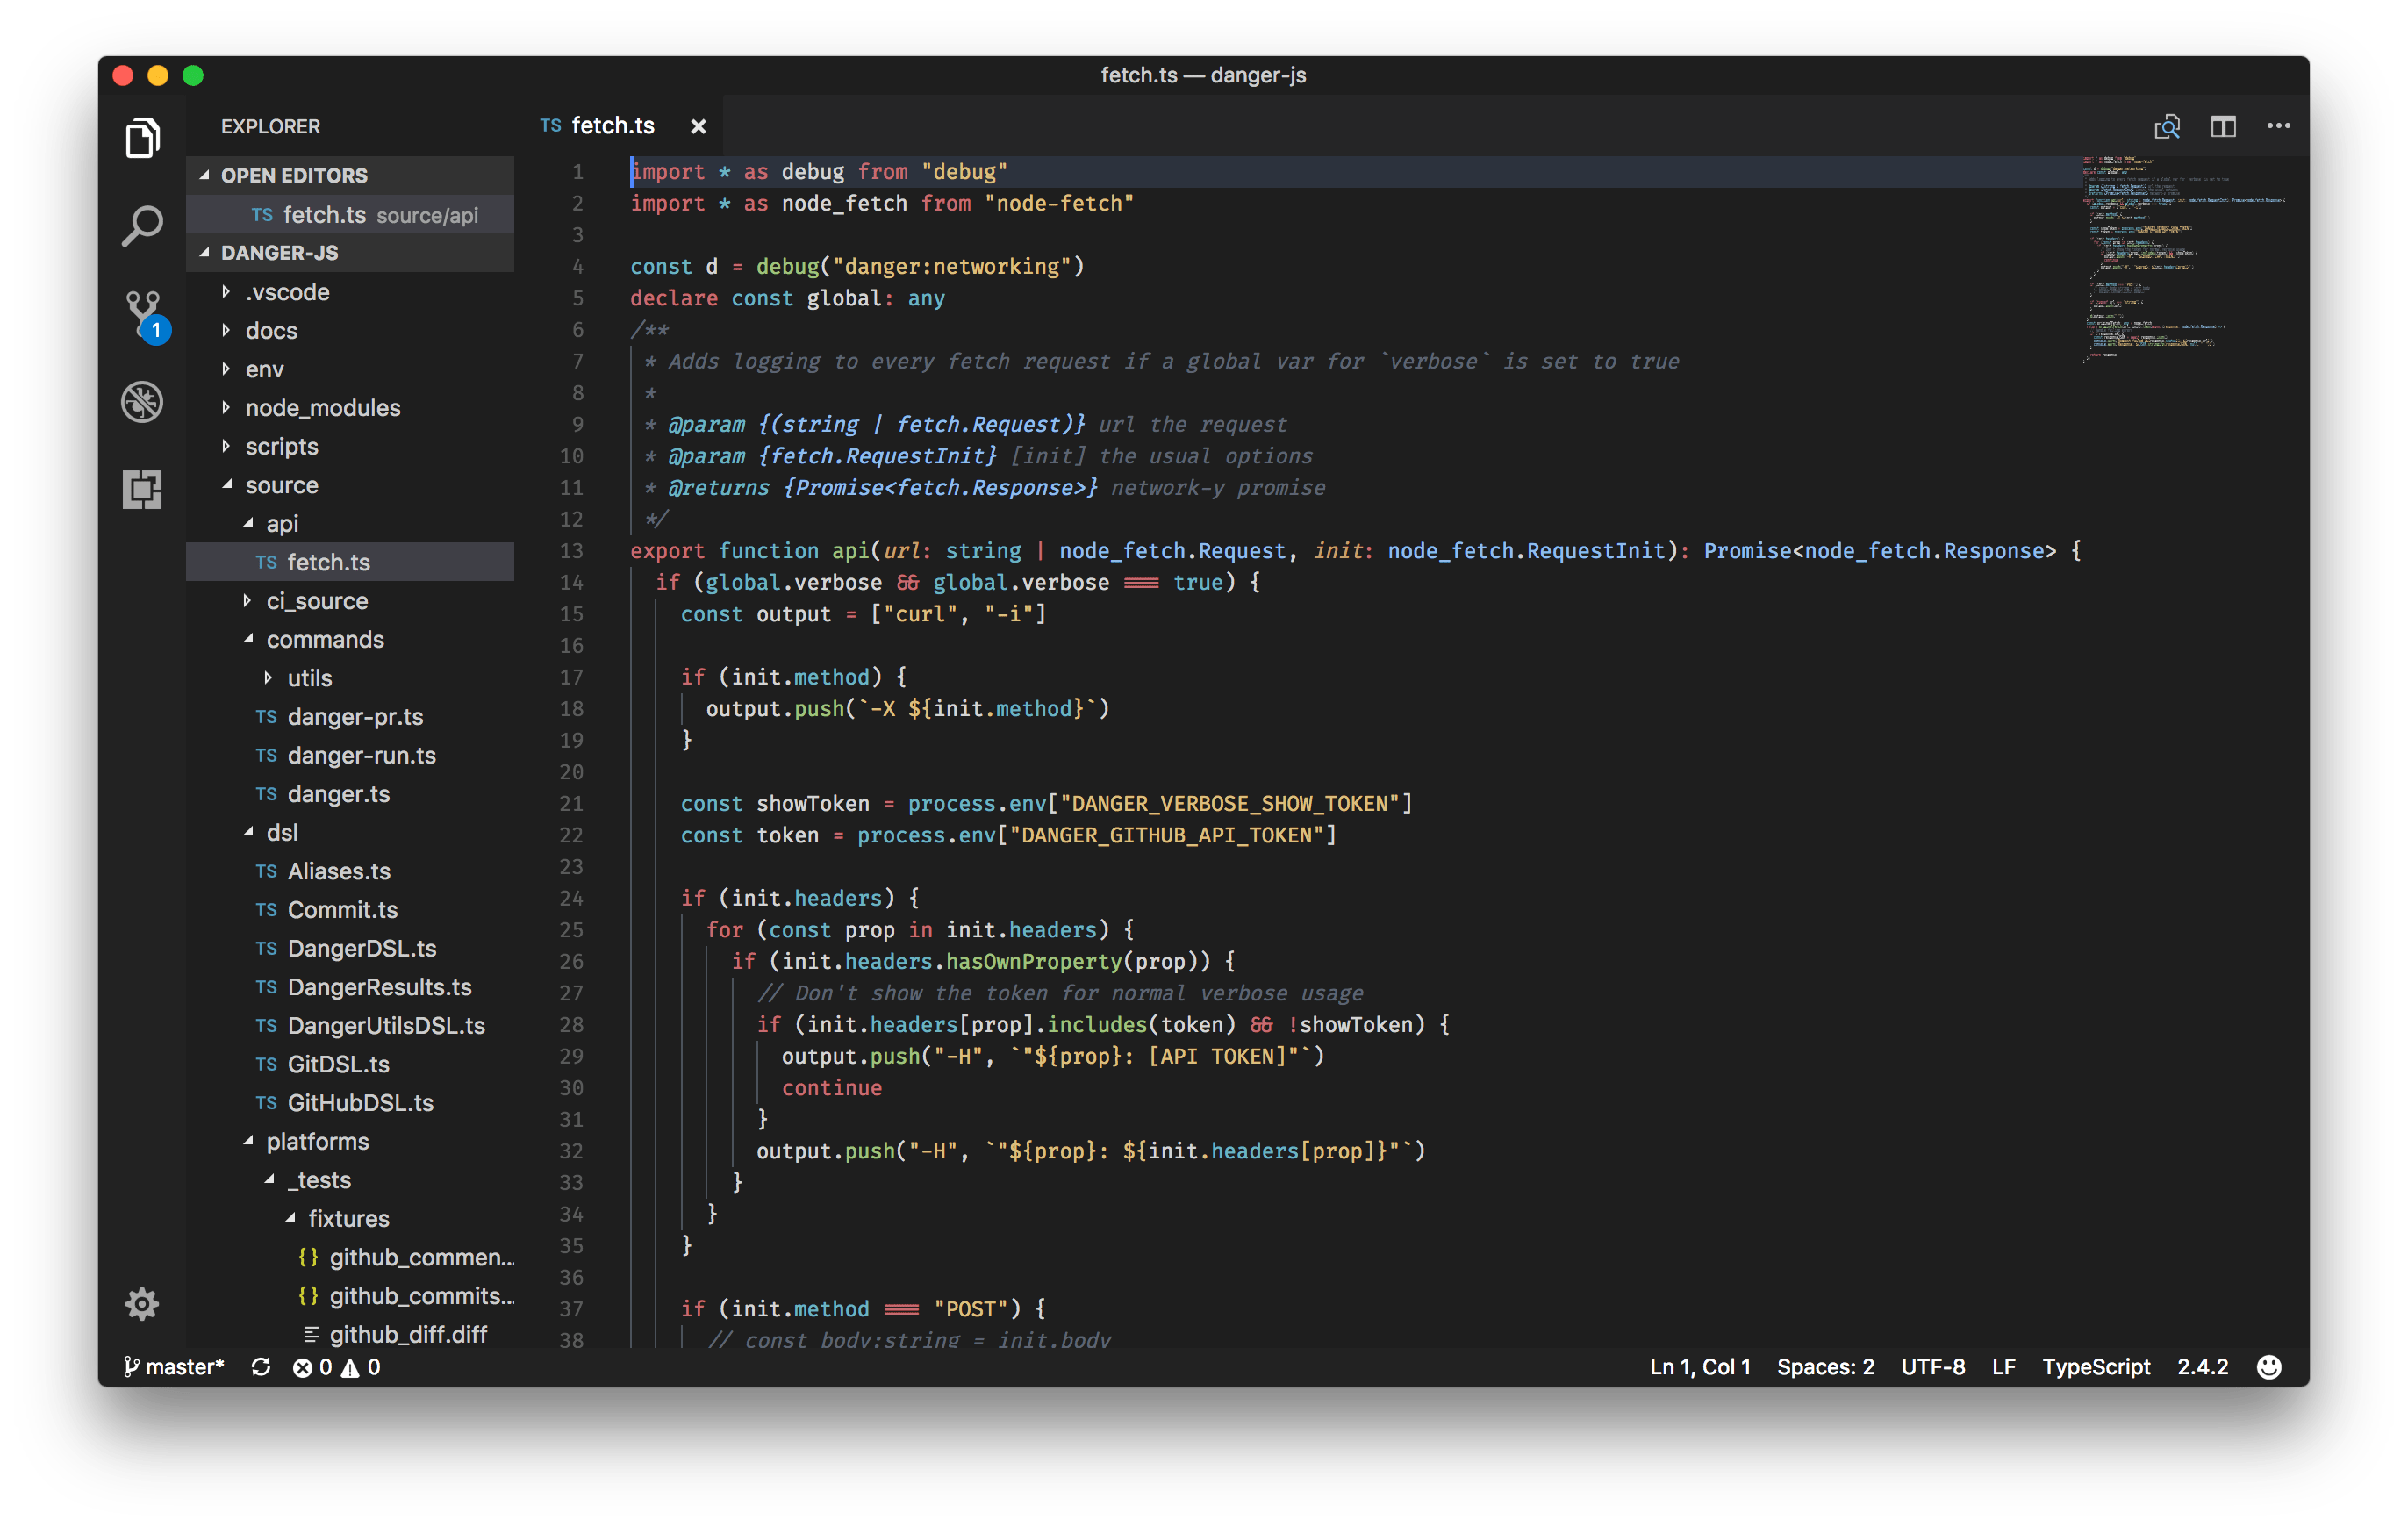 fetch.ts — danger-js
EXPLORER
OPEN EDITORS
TS fetch.ts source/api
DANGER-JS
.vscode
docs
env
node_modules
scripts
source
api
TS fetch.ts
ci_source
commands
utils
TS danger-pr.ts
TS danger-run.ts
TS danger.ts
dsl
TS Aliases.ts
TS Commit.ts
TS DangerDSL.ts
TS DangerResults.ts
TS DangerUtilsDSL.ts
TS GitDSL.ts
TS GitHubDSL.ts
platforms
_tests
fixtures
{} github_commen...
{} github_commits...
github_diff.diff
1
TS fetch.ts
1 import * as debug from "debug"
2 import * as node_fetch from "node-fetch"
3
4 const d = debug("danger:networking")
5 declare const global: any
6 /**
7 * Adds logging to every fetch request if a global var for `verbose` is set to true
8 *
9 * @param {(string | fetch.Request)} url the request
10 * @param {fetch.RequestInit} [init] the usual options
11 * @returns {Promise<fetch.Response>} network-y promise
12 */
13 export function api(url: string | node_fetch.Request, init: node_fetch.RequestInit): Promise<node_fetch.Response> {
14 if (global.verbose && global.verbose === true) {
15 const output = ["curl", "-i"]
16
17 if (init.method) {
18 output.push(`-X ${init.method}`)
19 }
20
21 const showToken = process.env["DANGER_VERBOSE_SHOW_TOKEN"]
22 const token = process.env["DANGER_GITHUB_API_TOKEN"]
23
24 if (init.headers) {
25 for (const prop in init.headers) {
26 if (init.headers.hasOwnProperty(prop)) {
27 // Don't show the token for normal verbose usage
28 if (init.headers[prop].includes(token) && !showToken) {
29 output.push("-H", `"${prop}: [API TOKEN]"`)
30 continue
31 }
32 output.push("-H", `"${prop}: ${init.headers[prop]}"`)
33 }
34 }
35 }
36
37 if (init.method === "POST") {
38 // const body:string = init.body
master* 0 0
Ln 1, Col 1 Spaces: 2 UTF-8 LF TypeScript 2.4.2